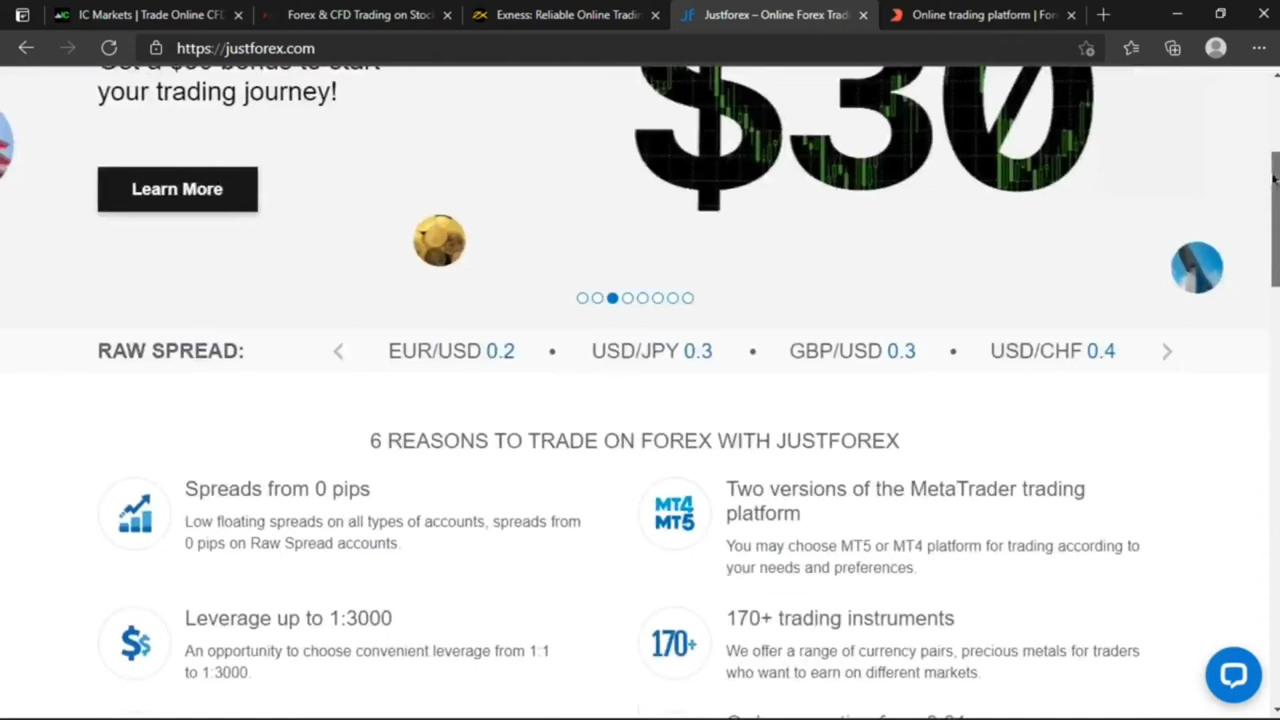 IC Markets | Trade Online CFD
Forex & CFD Trading on Stock
Exness: Reliable Online Tradin
Justforex – Online Forex Trad
Online trading platform | For
https://justforex.com
your trading journey!
$30
Learn More
RAW SPREAD:
EUR/USD 0.2 • USD/JPY 0.3 • GBP/USD 0.3 • USD/CHF 0.4
6 REASONS TO TRADE ON FOREX WITH JUSTFOREX
Spreads from 0 pips
Low floating spreads on all types of accounts, spreads from
0 pips on Raw Spread accounts.
MT4
MT5
Two versions of the MetaTrader trading
platform
You may choose MT5 or MT4 platform for trading according to
your needs and preferences.
Leverage up to 1:3000
An opportunity to choose convenient leverage from 1:1
to 1:3000.
170+
170+ trading instruments
We offer a range of currency pairs, precious metals for traders
who want to earn on different markets.